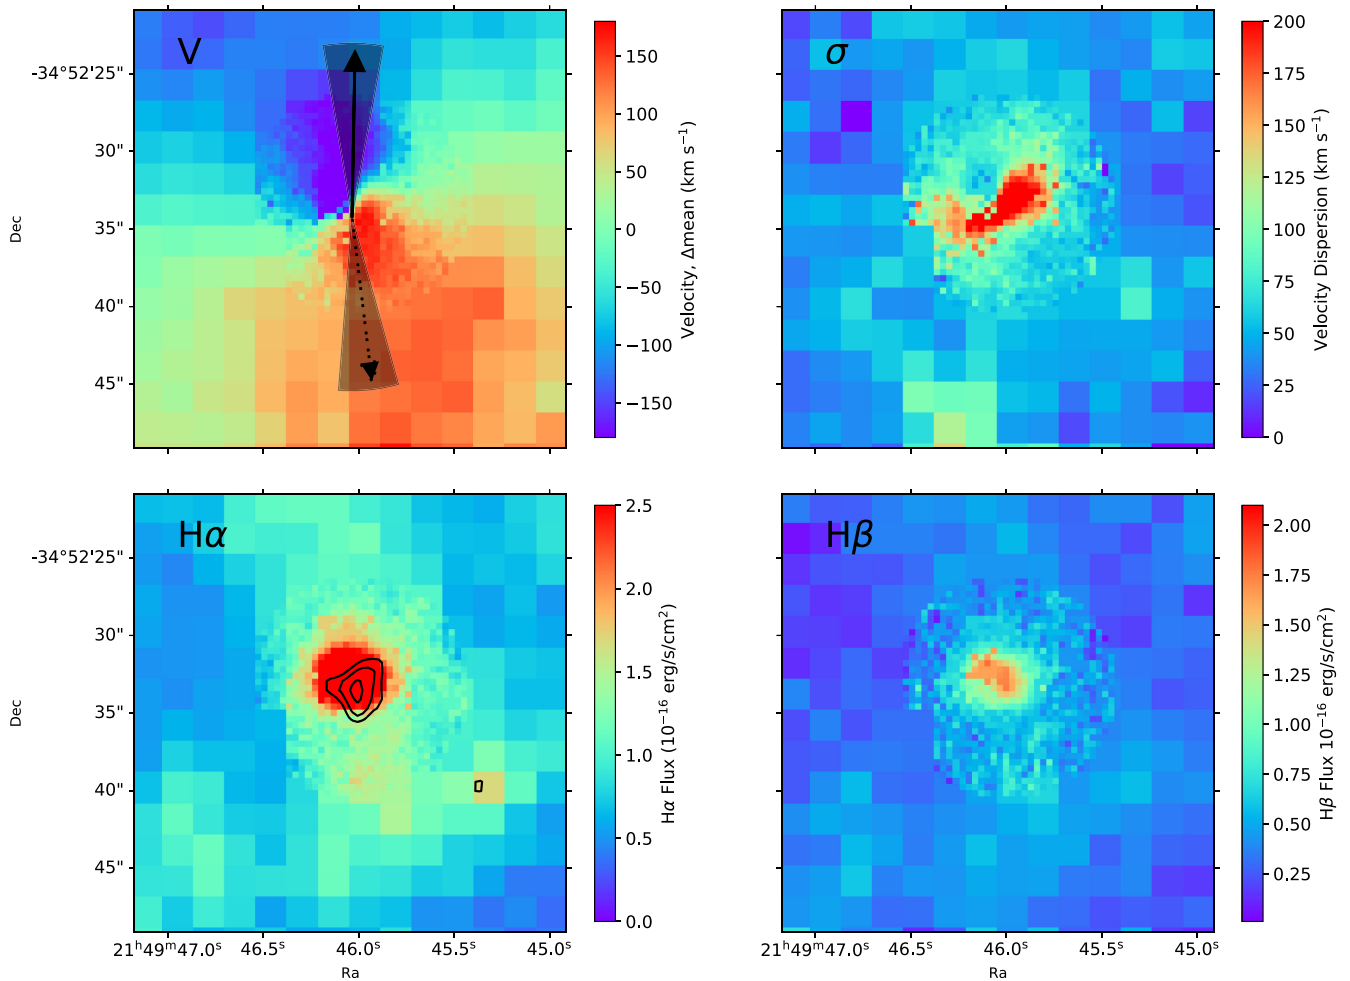 V
-34°52'25"
30"
35"
40"
45"
Dec
150
100
50
0
−50
−100
−150
Velocity, Δmean (km s⁻¹)
σ
200
175
150
125
100
75
50
25
0
Velocity Dispersion (km s⁻¹)
Hα
-34°52'25"
30"
35"
40"
45"
Dec
21ʰ49ᵐ47.0ˢ 46.5ˢ 46.0ˢ 45.5ˢ 45.0ˢ
Ra
2.5
2.0
1.5
1.0
0.5
0.0
Hα Flux (10⁻¹⁶ erg/s/cm²)
Hβ
21ʰ49ᵐ47.0ˢ 46.5ˢ 46.0ˢ 45.5ˢ 45.0ˢ
Ra
2.00
1.75
1.50
1.25
1.00
0.75
0.50
0.25
Hβ Flux 10⁻¹⁶ erg/s/cm²)